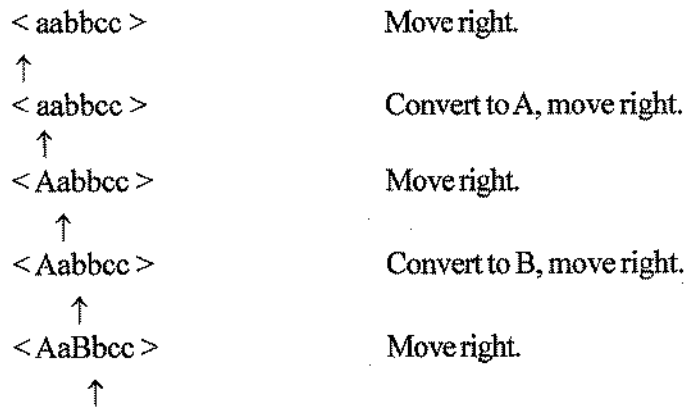 < aabbcc > Move right.
↑
< aabbcc > Convert to A, move right.
↑
< Aabbcc > Move right.
↑
< Aabbcc > Convert to B, move right.
↑
< AaBbcc > Move right.
↑